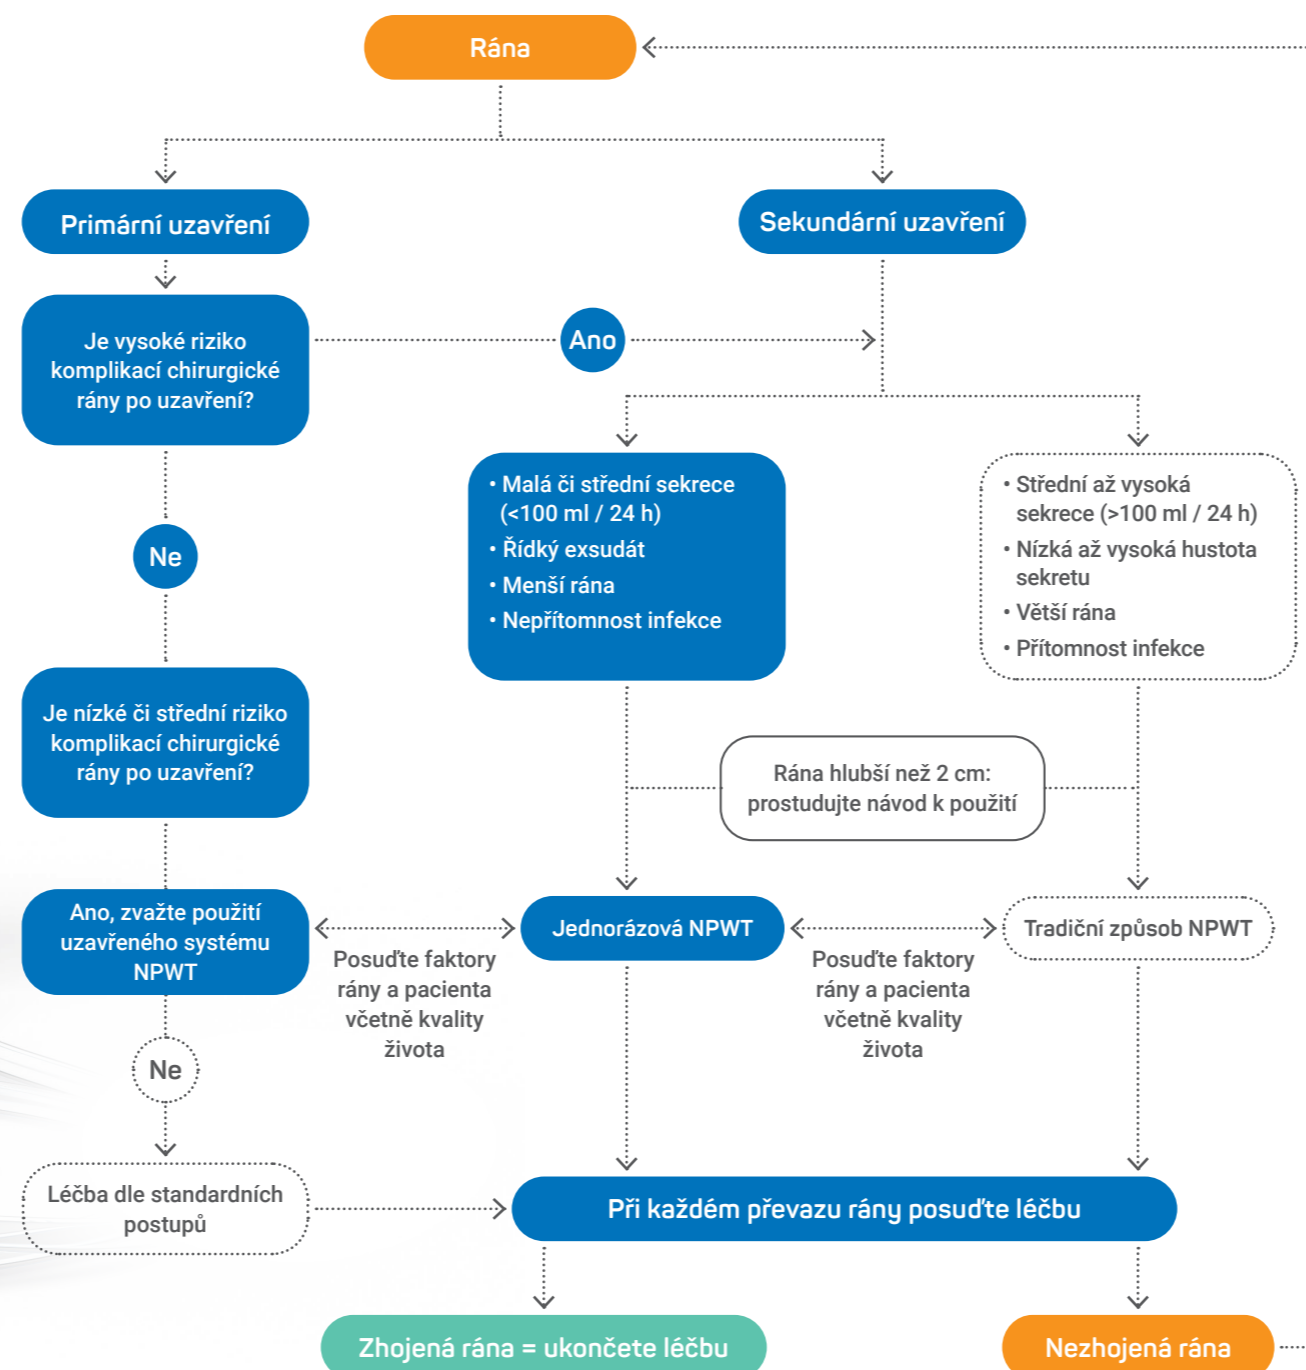 Rána
Primární uzavření
Sekundární uzavření
Je vysoké riziko
komplikací chirurgické
rány po uzavření?
Ano
• Malá či střední sekrece
(<100 ml / 24 h)
• Řídký exsudát
• Menší rána
• Nepřítomnost infekce
• Střední až vysoká
sekrece (>100 ml / 24 h)
• Nízká až vysoká hustota
sekretu
• Větší rána
• Přítomnost infekce
Ne
Je nízké či střední riziko
komplikací chirurgické
rány po uzavření?
Rána hlubší než 2 cm:
prostudujte návod k použití
Ano, zvažte použití
uzavřeného systému
NPWT
Posuďte faktory
rány a pacienta
včetně kvality
života
Jednorázová NPWT
Posuďte faktory
rány a pacienta
včetně kvality
života
Tradiční způsob NPWT
Ne
Léčba dle standardních
postupů
Při každém převazu rány posuďte léčbu
Zhojená rána = ukončete léčbu
Nezhojená rána